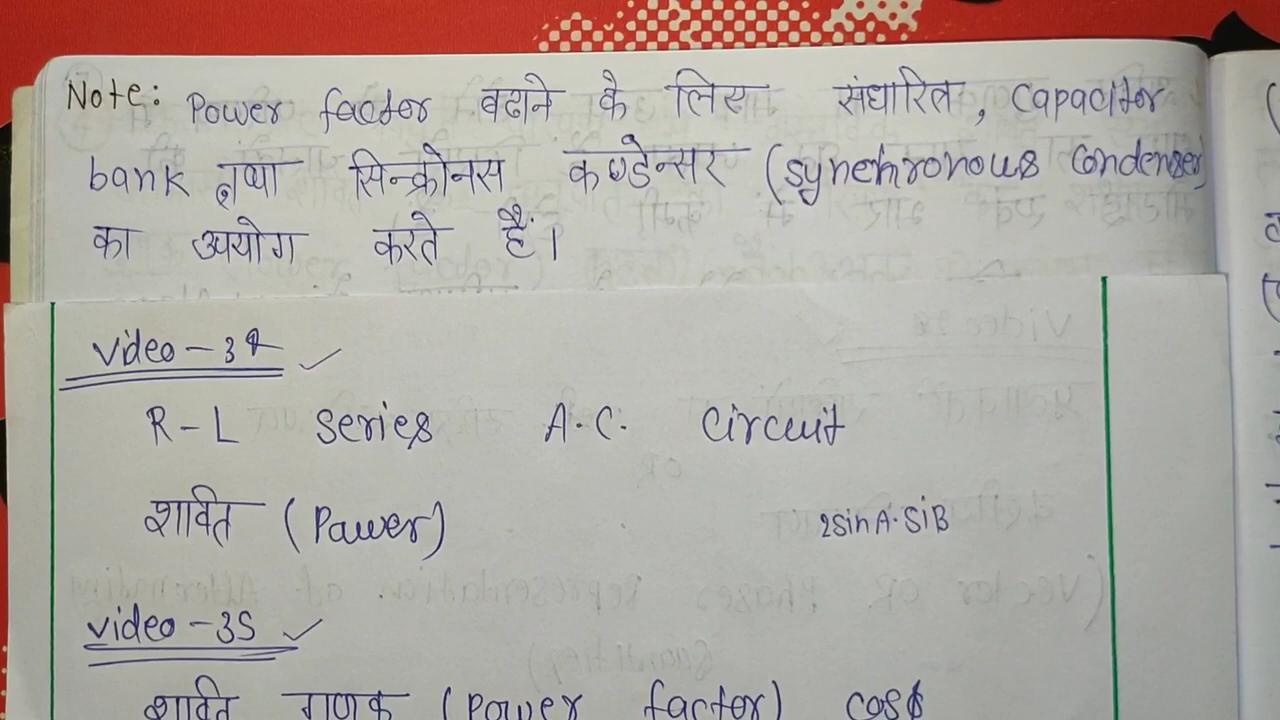 Note: Power factor बढाने के लिए संधारित, Capacitor
bank तथा सिन्क्रोनस कण्डेन्सर (synchronous Condenser)
का उपयोग करते हैं।
Video - 34
R-L series A.C. Circuit
शक्ति (Power)
2sinA.SiB
Video - 35
शक्ति गुणक (Power factor) cosϕ